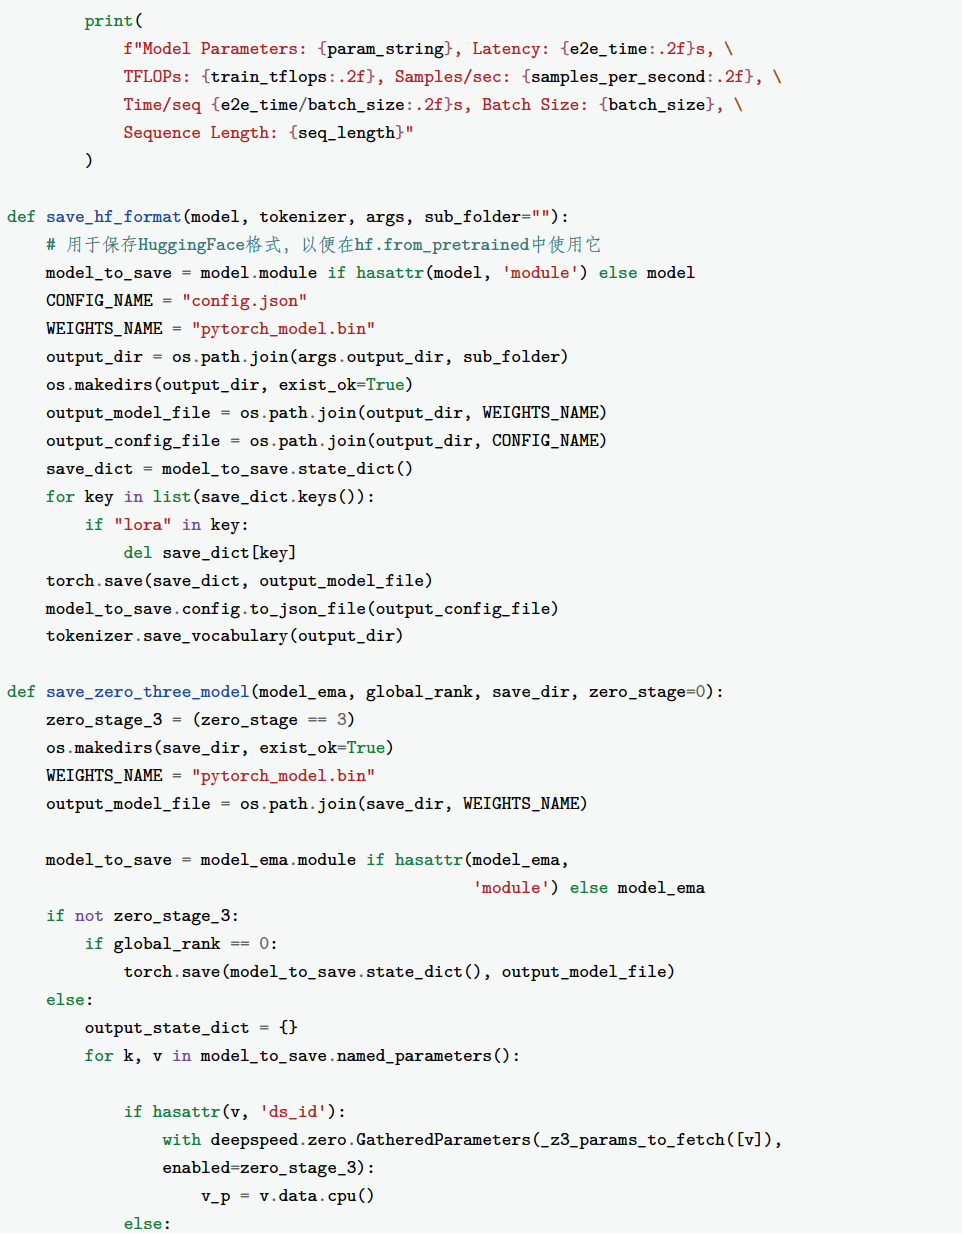 print(
f"Model Parameters: {param_string}, Latency: {e2e_time:.2f}s, \
TFLOPs: {train_tflops:.2f}, Samples/sec: {samples_per_second:.2f}, \
Time/seq {e2e_time/batch_size:.2f}s, Batch Size: {batch_size}, \
Sequence Length: {seq_length}"
)
def save_hf_format(model, tokenizer, args, sub_folder=""):
# 用于保存HuggingFace格式，以便在hf.from_pretrained中使用它
model_to_save = model.module if hasattr(model, 'module') else model
CONFIG_NAME = "config.json"
WEIGHTS_NAME = "pytorch_model.bin"
output_dir = os.path.join(args.output_dir, sub_folder)
os.makedirs(output_dir, exist_ok=True)
output_model_file = os.path.join(output_dir, WEIGHTS_NAME)
output_config_file = os.path.join(output_dir, CONFIG_NAME)
save_dict = model_to_save.state_dict()
for key in list(save_dict.keys()):
if "lora" in key:
del save_dict[key]
torch.save(save_dict, output_model_file)
model_to_save.config.to_json_file(output_config_file)
tokenizer.save_vocabulary(output_dir)
def save_zero_three_model(model_ema, global_rank, save_dir, zero_stage=0):
zero_stage_3 = (zero_stage == 3)
os.makedirs(save_dir, exist_ok=True)
WEIGHTS_NAME = "pytorch_model.bin"
output_model_file = os.path.join(save_dir, WEIGHTS_NAME)
model_to_save = model_ema.module if hasattr(model_ema,
'module') else model_ema
if not zero_stage_3:
if global_rank == 0:
torch.save(model_to_save.state_dict(), output_model_file)
else:
output_state_dict = {}
for k, v in model_to_save.named_parameters():
if hasattr(v, 'ds_id'):
with deepspeed.zero.GatheredParameters(_z3_params_to_fetch([v]),
enabled=zero_stage_3):
v_p = v.data.cpu()
else: